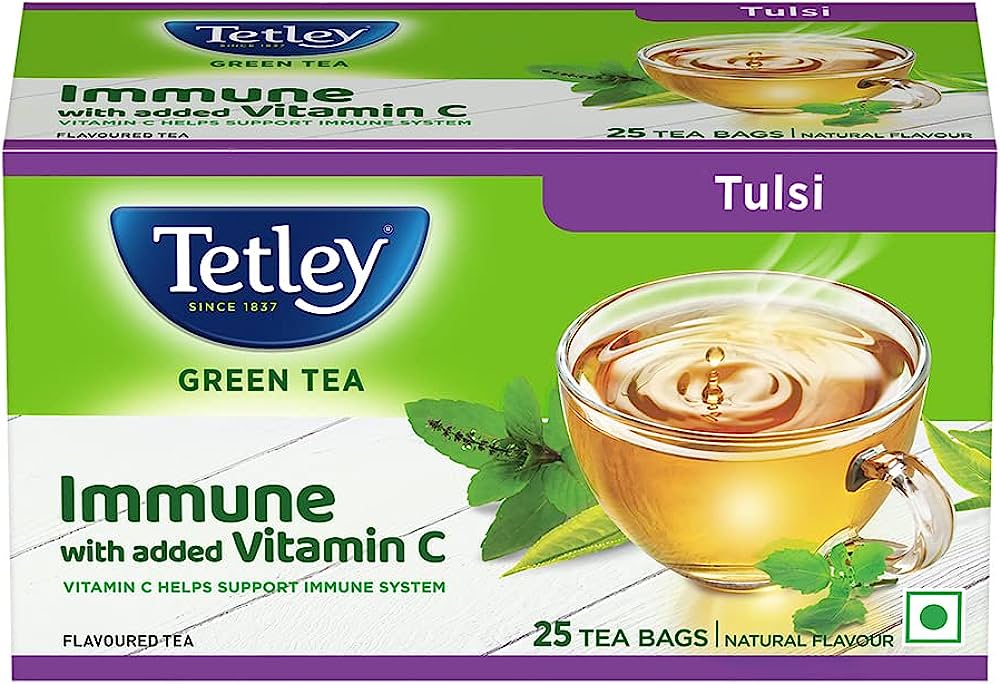 Tulsi
Tetley
SINCE 1837
GREEN TEA
Immune
with added Vitamin C
VITAMIN C HELPS SUPPORT IMMUNE SYSTEM
FLAVOURED TEA
25 TEA BAGS | NATURAL FLAVOUR
Tulsi
Tetley®
SINCE 1837
GREEN TEA
Immune
with added Vitamin C
VITAMIN C HELPS SUPPORT IMMUNE SYSTEM
FLAVOURED TEA
25 TEA BAGS | NATURAL FLAVOUR